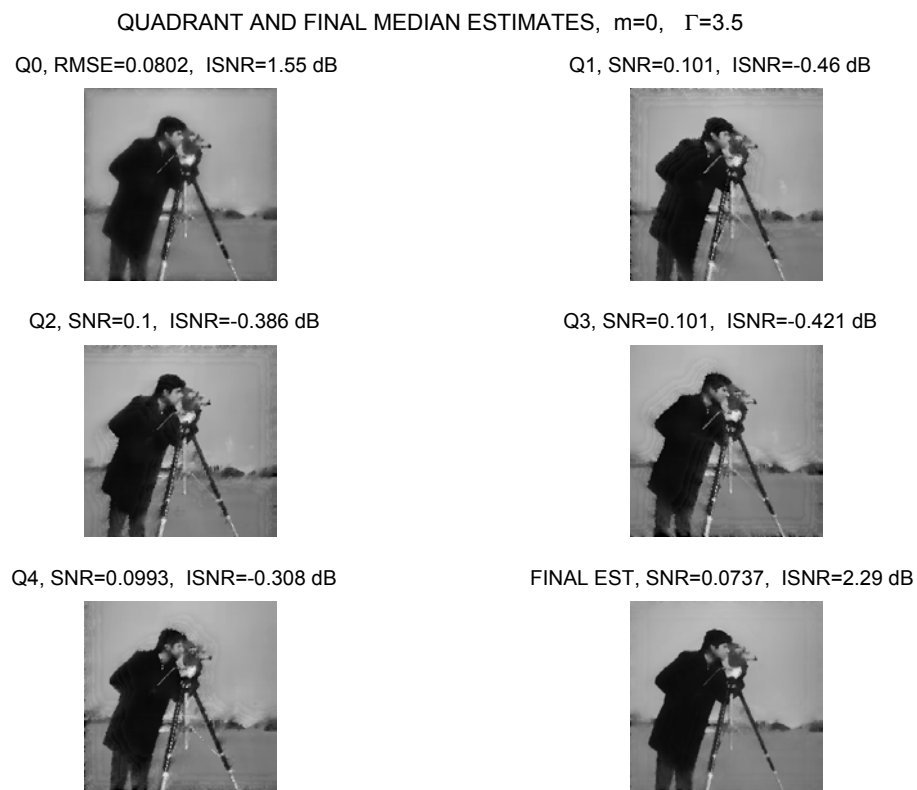 QUADRANT AND FINAL MEDIAN ESTIMATES, m=0, Γ=3.5
Q0, RMSE=0.0802, ISNR=1.55 dB
Q1, SNR=0.101, ISNR=-0.46 dB
Q2, SNR=0.1, ISNR=-0.386 dB
Q3, SNR=0.101, ISNR=-0.421 dB
Q4, SNR=0.0993, ISNR=-0.308 dB
FINAL EST, SNR=0.0737, ISNR=2.29 dB